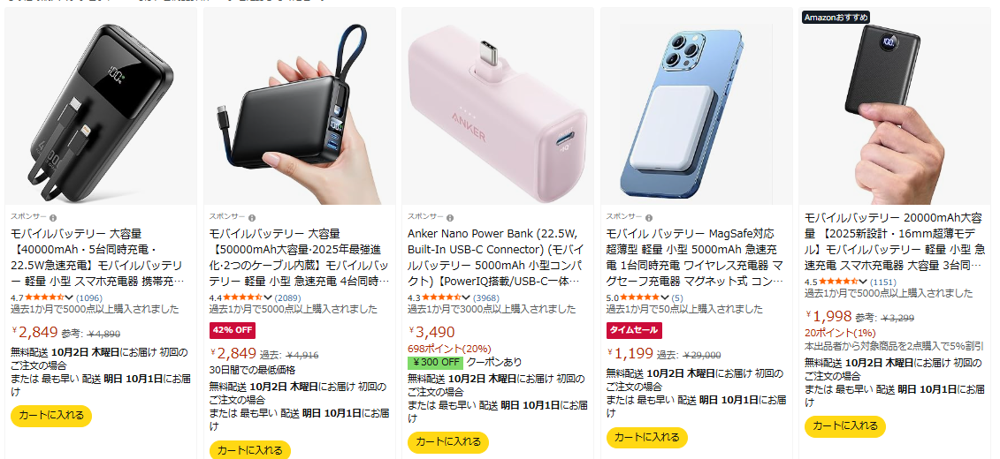 100
スポンサー
モバイルバッテリー 大容量
【40000mAh・5台同時充電・
22.5W急速充電】モバイルバッテリ
ー 軽量 小型 スマホ充電器 携帯充…
4.7 (1096)
過去1か月で5000点以上購入されました
¥2,849 参考: ¥4,890
無料配送 10月2日 木曜日にお届け 初回の
ご注文の場合
または 最も早い 配送 明日 10月1日にお届
け
カートに入れる
100
スポンサー
モバイルバッテリー 大容量
【50000mAh大容量·2025年最強進
化·2つのケーブル内蔵】モバイルバッ
テリー 軽量 小型 急速充電 4台同時…
4.4 (2089)
過去1か月で5000点以上購入されました
42% OFF
¥2,849 過去: ¥4,916
30日間での最低価格
無料配送 10月2日 木曜日にお届け 初回の
ご注文の場合
または 最も早い 配送 明日 10月1日にお届
け
カートに入れる
ANKER
スポンサー
Anker Nano Power Bank (22.5W,
Built-In USB-C Connector) (モバ
イルバッテリー 5000mAh 小型コンパ
クト)【PowerIQ搭載/USB-C一体…
4.3 (3968)
過去1か月で3000点以上購入されました
¥3,490
698ポイント(20%)
¥300 OFF クーポンあり
無料配送 10月2日 木曜日にお届け 初回の
ご注文の場合
または 最も早い 配送 明日 10月1日にお届
け
カートに入れる
スポンサー
モバイル バッテリー MagSafe対応
超薄型 軽量 小型 5000mAh 急速充
電 1台同時充電 ワイヤレス充電器 マ
グセーフ充電器 マグネット式 コン…
5.0 (5)
過去1か月で50点以上購入されました
タイムセール
¥1,199 過去: ¥29,000
無料配送 10月2日 木曜日にお届け 初回の
ご注文の場合
または 最も早い 配送 明日 10月1日にお届
け
カートに入れる
Amazonおすすめ
100
モバイルバッテリー 20000mAh大容
量 【2025新設計・16mm超薄モデ
ル】モバイルバッテリー 軽量 小型 急
速充電 スマホ充電器 大容量 3台同…
4.5 (1151)
過去1か月で5000点以上購入されました
¥1,998 参考: ¥3,299
20ポイント(1%)
本出品者から対象商品を2点購入で5%割引
無料配送 10月2日 木曜日にお届け 初回の
ご注文の場合
または 最も早い 配送 明日 10月1日にお届
け
カートに入れる